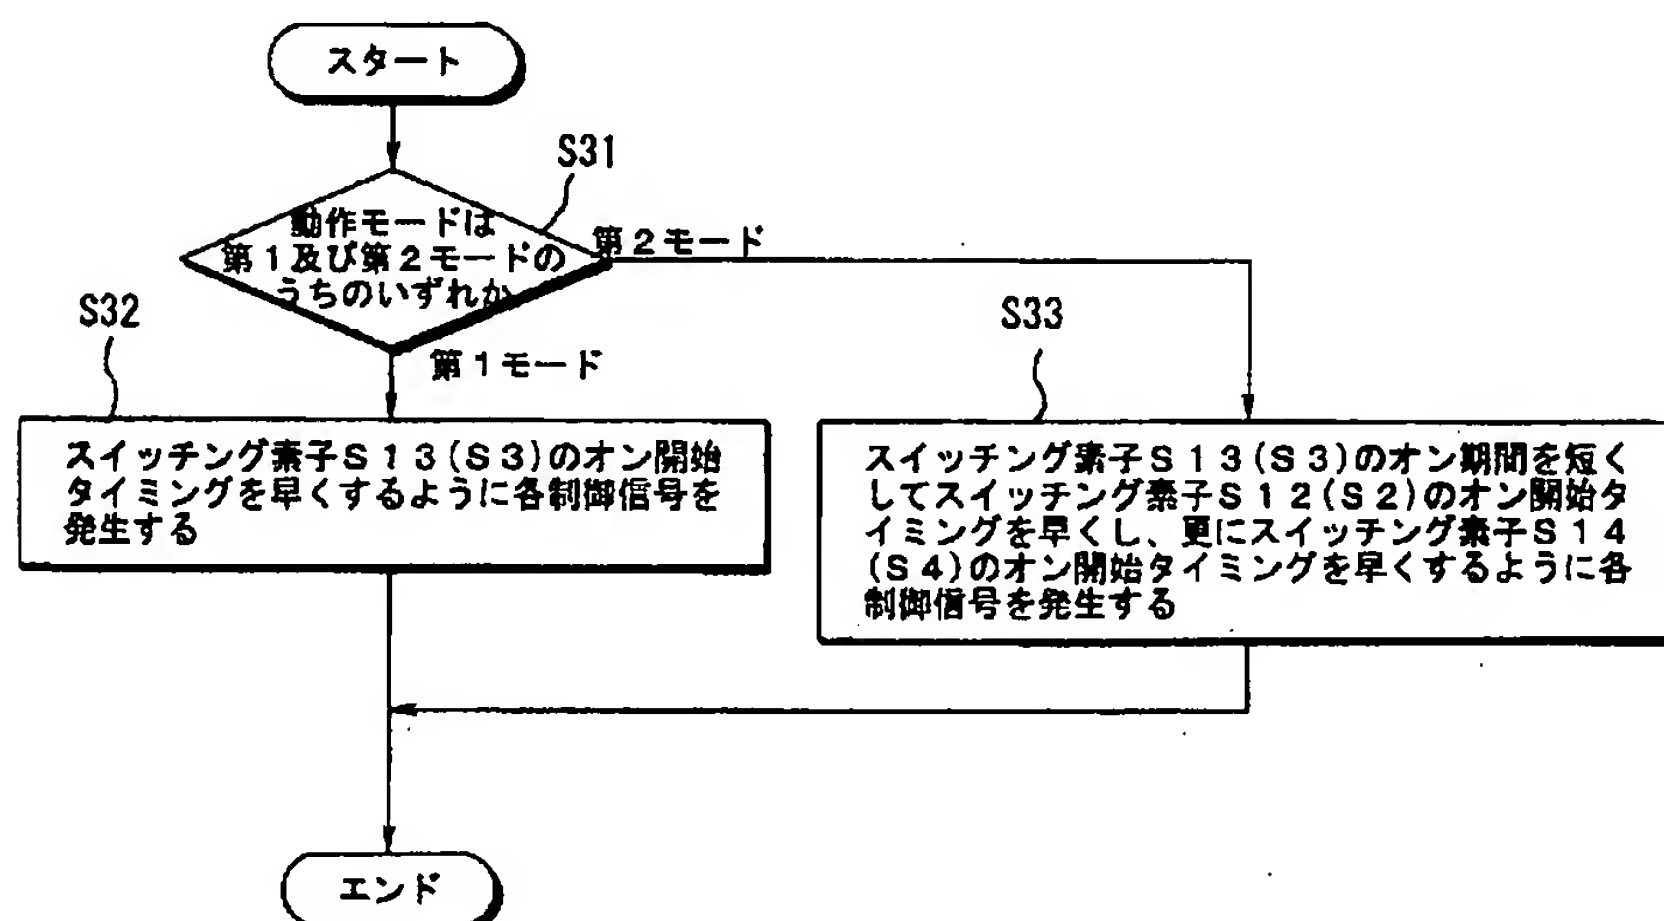 スタート
S31
動作モードは
第1及び第2モードの
うちのいずれか
第2モード
S32
第1モード
S33
スイッチング素子S13(S3)のオン開始
タイミングを早くするように各制御信号を
発生する
スイッチング素子S13(S3)のオン期間を短く
してスイッチング素子S12(S2)のオン開始タ
イミングを早くし、更にスイッチング素子S14
(S4)のオン開始タイミングを早くするように各
制御信号を発生する
エンド